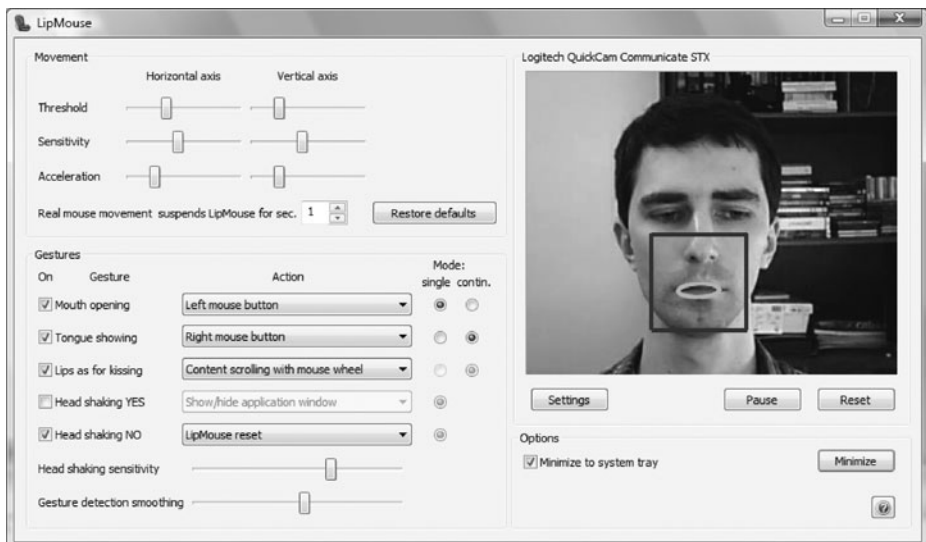 LipMouse
Movement
Horizontal axis Vertical axis
Threshold
Sensitivity
Acceleration
Real mouse movement suspends LipMouse for sec. 1
Restore defaults
Gestures
On Gesture Action Mode:
single contin.
Mouth opening Left mouse button
Tongue showing Right mouse button
Lips as for kissing Content scrolling with mouse wheel
Head shaking YES Show/hide application window
Head shaking NO LipMouse reset
Head shaking sensitivity
Gesture detection smoothing
Logitech QuickCam Communicate STX
Settings Pause Reset
Options
Minimize to system tray Minimize